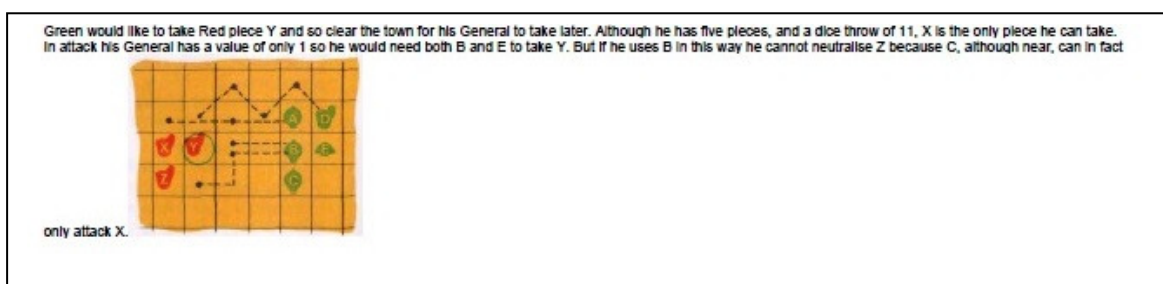 Green would like to take Red piece Y and so clear the town for his General to take later. Although he has five pieces, and a dice throw of 11, X is the only piece he can take.
In attack his General has a value of only 1 so he would need both B and E to take Y. But if he uses B in this way he cannot neutralise Z because C, although near, can in fact
A D
X Y B E
Z C
only attack X.